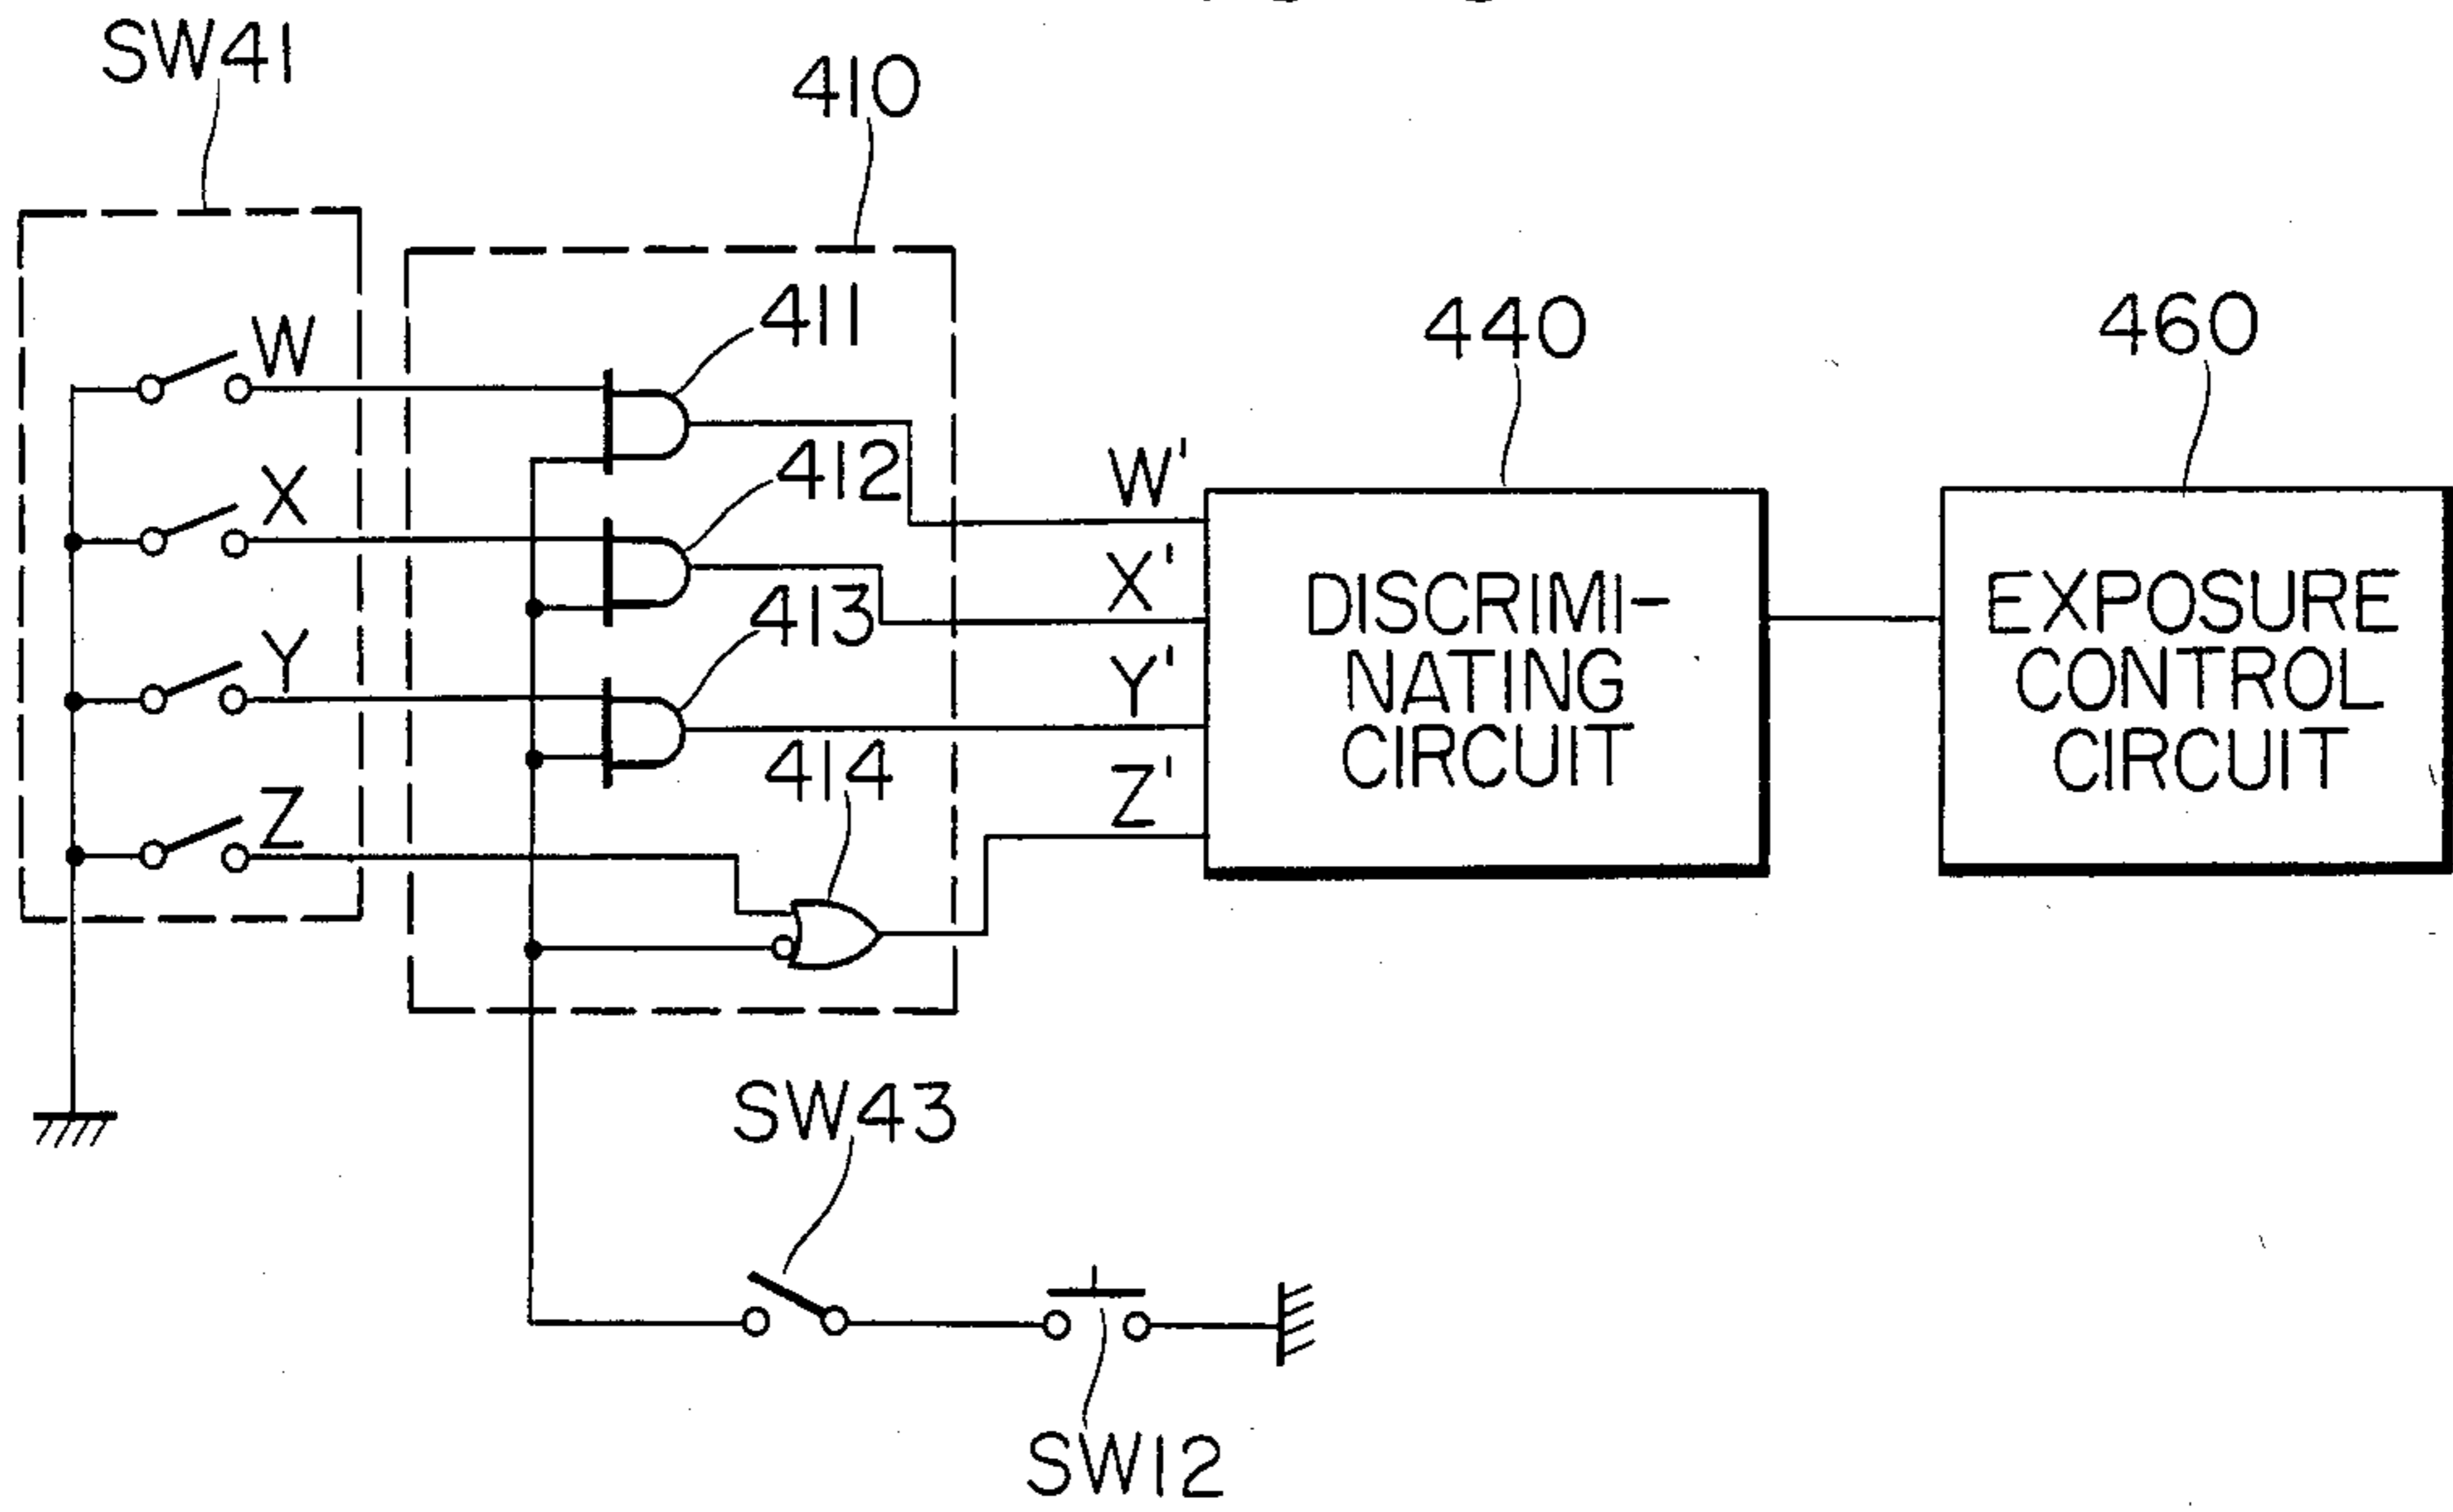 SW41
410
411
W
440
460
412
W'
X
X'
413
DISCRIMI-
NATING
CIRCUIT
EXPOSURE
CONTROL
CIRCUIT
Y
Y'
414
Z
Z'
SW43
SW12